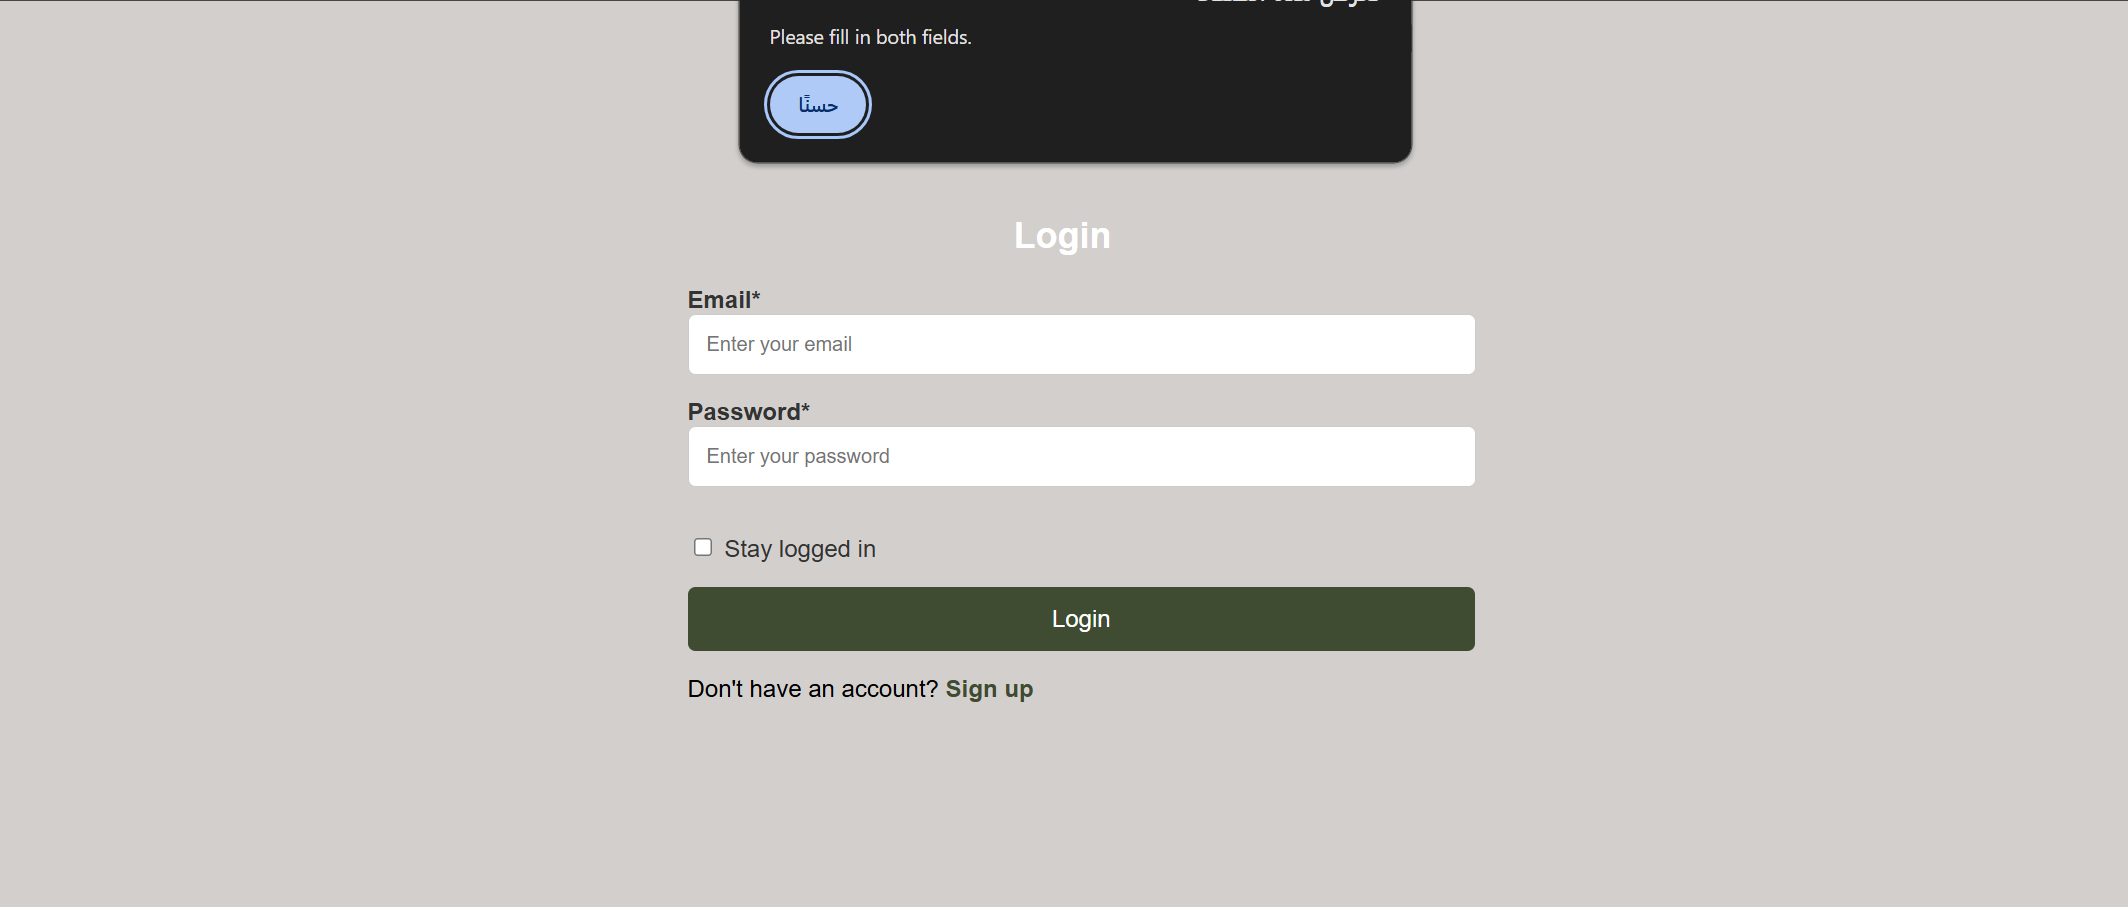 Please fill in both fields.
حسنًا
Login
Email*
Enter your email
Password*
Enter your password
Stay logged in
Login
Don't have an account? Sign up